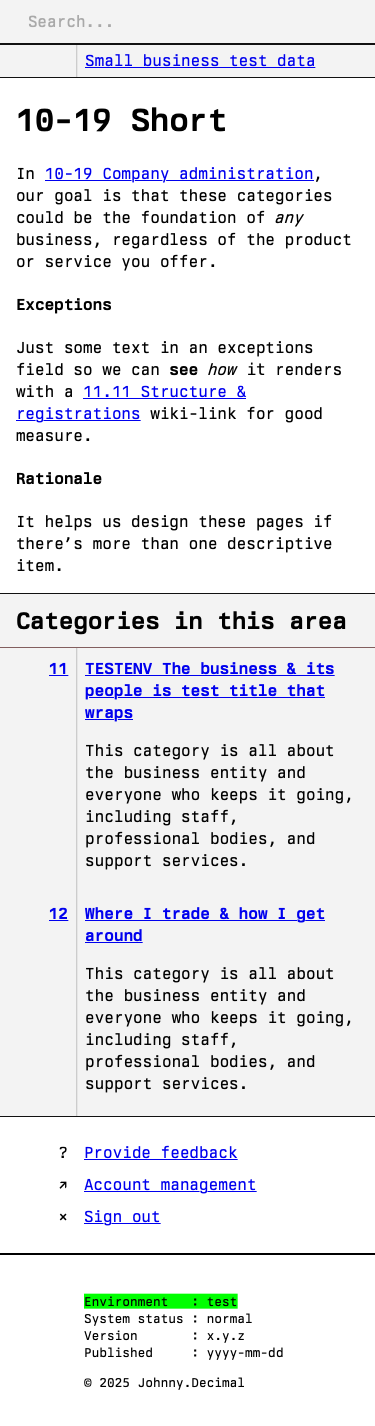 Search...
Small business test data
10-19 Short
In 10-19 Company administration,
our goal is that these categories
could be the foundation of any
business, regardless of the product
or service you offer.
Exceptions
Just some text in an exceptions
field so we can see how it renders
with a 11.11 Structure &
registrations wiki-link for good
measure.
Rationale
It helps us design these pages if
there’s more than one descriptive
item.
Categories in this area
11 TESTENV The business & its
people is test title that
wraps
This category is all about
the business entity and
everyone who keeps it going,
including staff,
professional bodies, and
support services.
12 Where I trade & how I get
around
This category is all about
the business entity and
everyone who keeps it going,
including staff,
professional bodies, and
support services.
? Provide feedback
↗ Account management
× Sign out
Environment : test
System status : normal
Version : x.y.z
Published : yyyy-mm-dd
© 2025 Johnny.Decimal